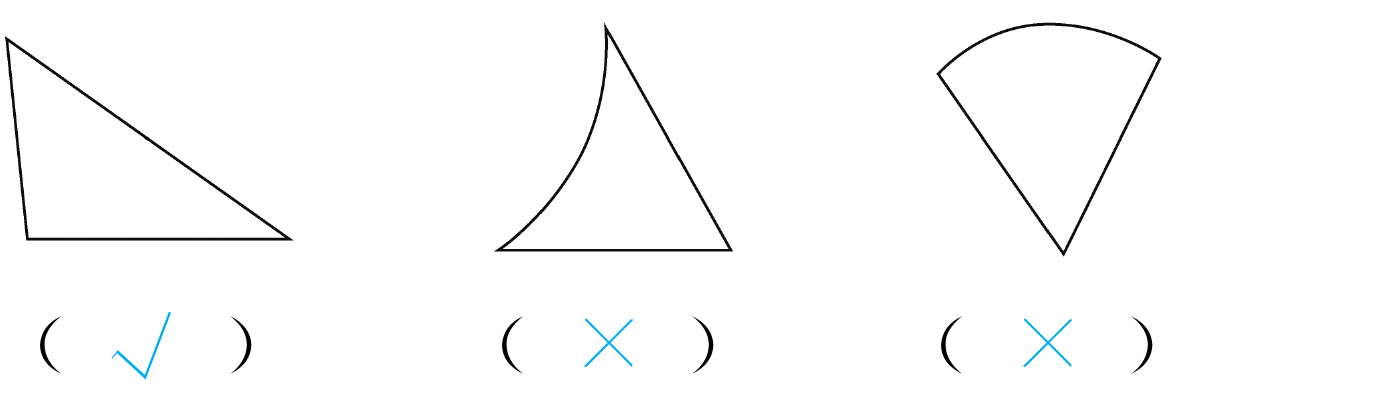 ( √ ) ( × ) ( × )